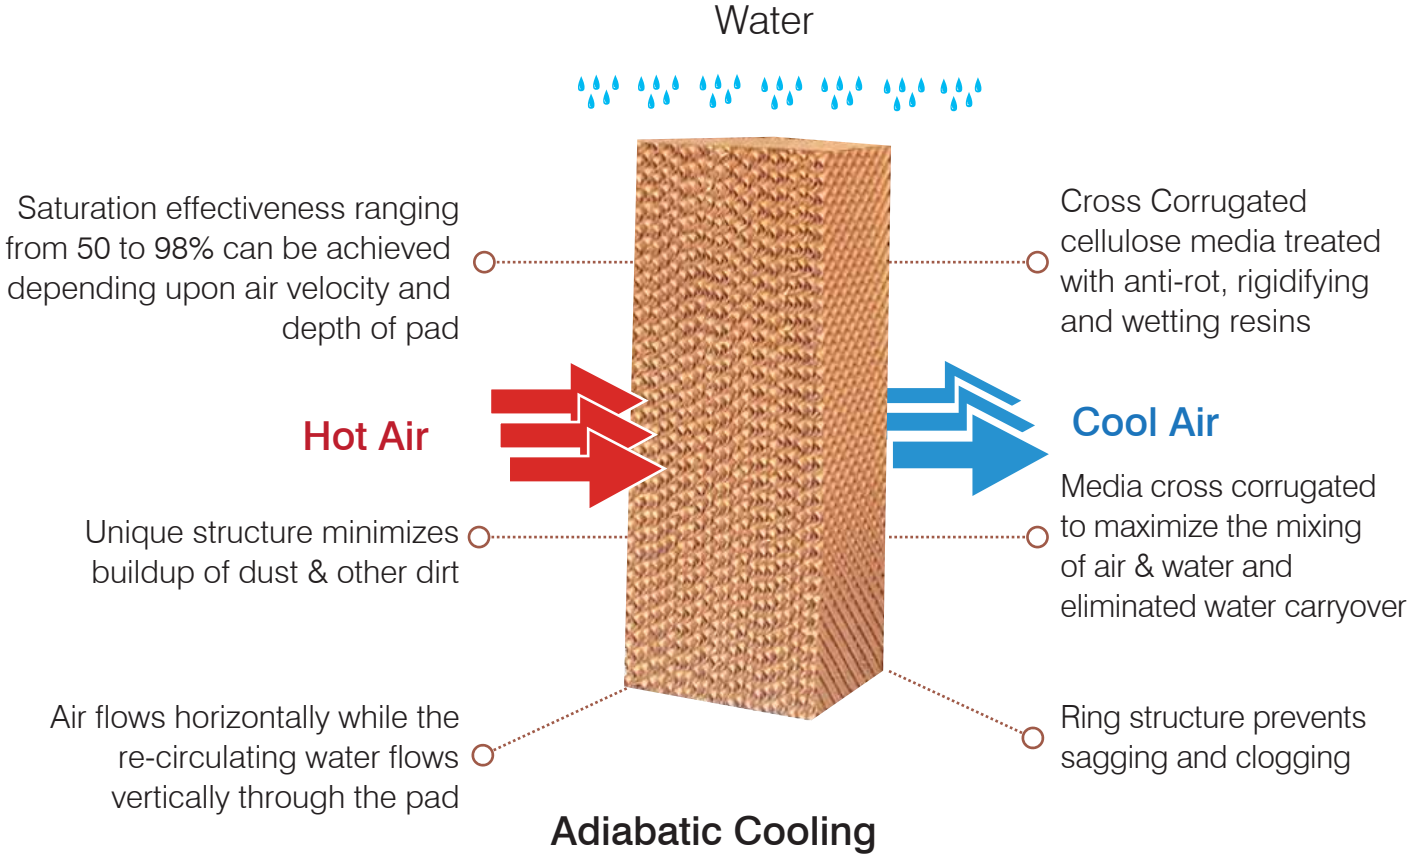 Water
Saturation effectiveness ranging
from 50 to 98% can be achieved
depending upon air velocity and
depth of pad
Cross Corrugated
cellulose media treated
with anti-rot, rigidifying
and wetting resins
Hot Air
Cool Air
Unique structure minimizes
buildup of dust & other dirt
Media cross corrugated
to maximize the mixing
of air & water and
eliminated water carryover
Air flows horizontally while the
re-circulating water flows
vertically through the pad
Ring structure prevents
sagging and clogging
Adiabatic Cooling